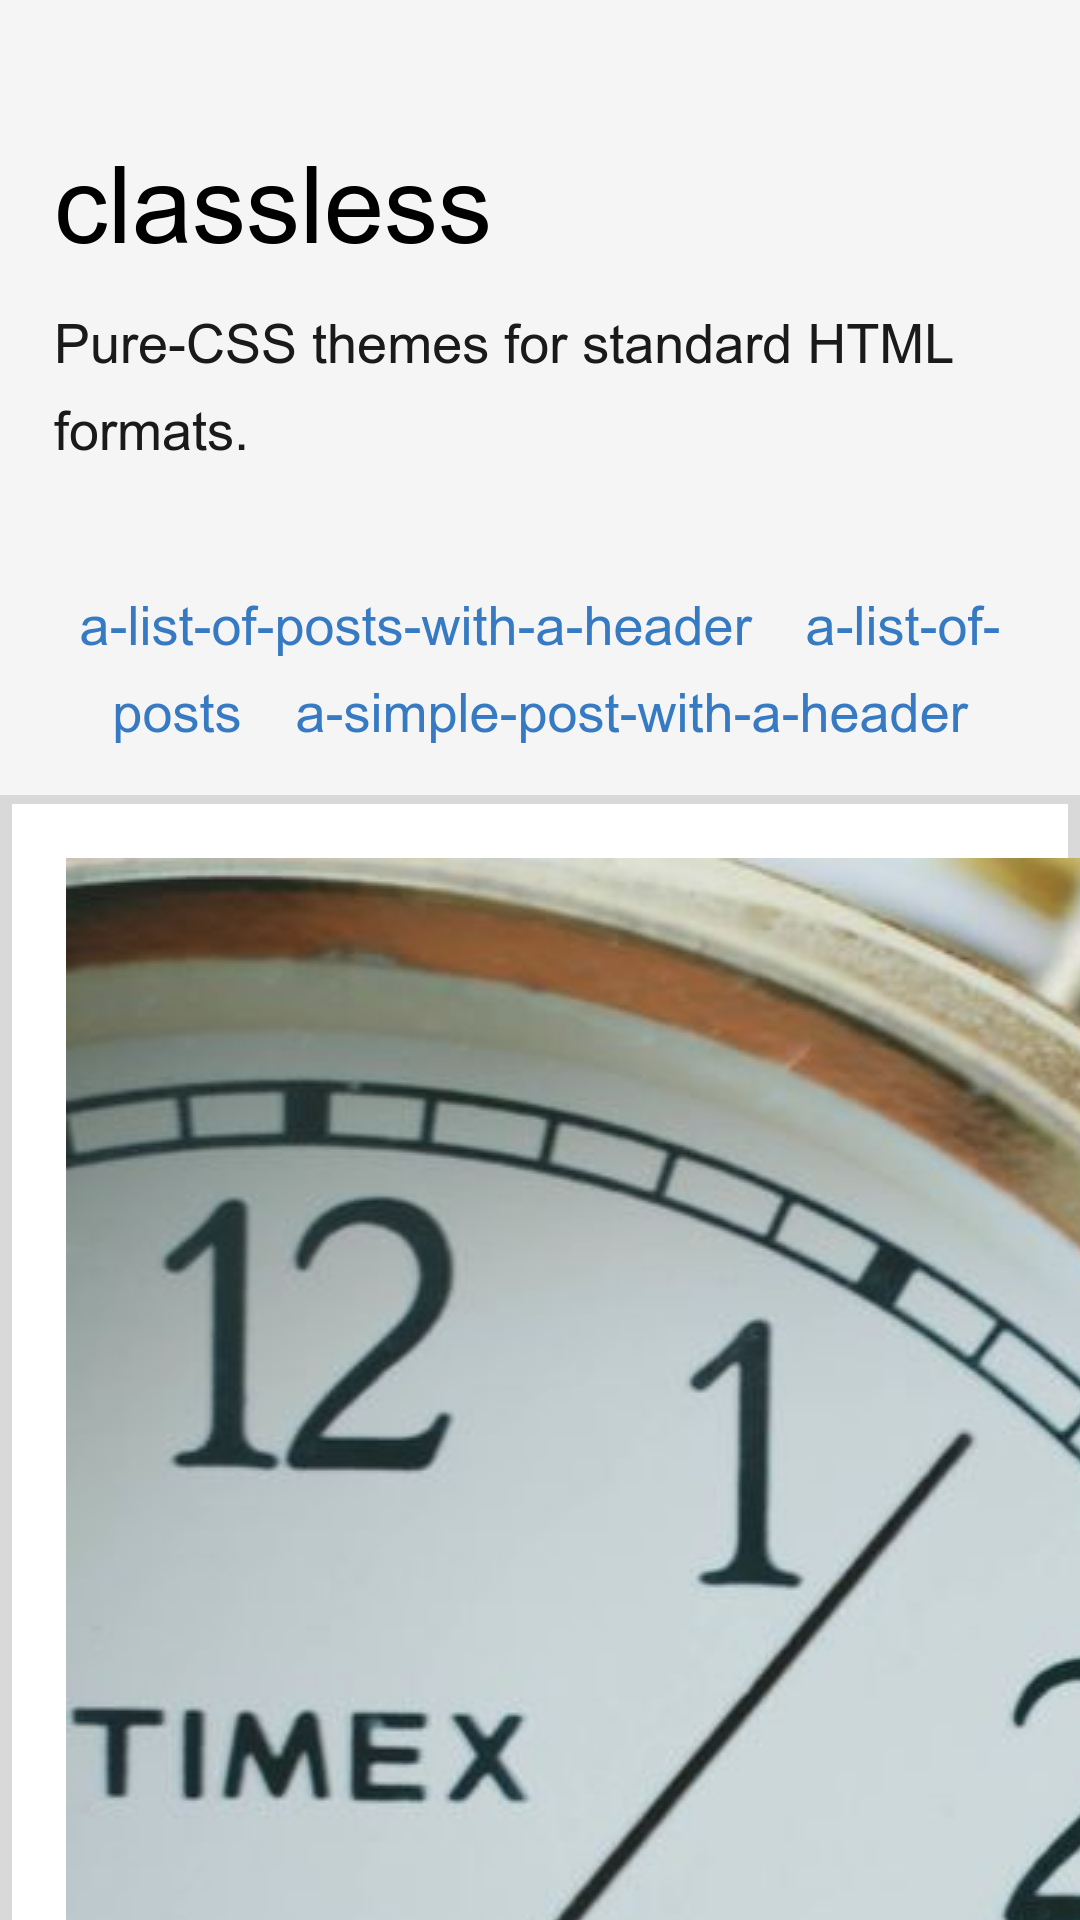 classless
Pure-CSS themes for standard HTML
formats.
a-list-of-posts-with-a-header a-list-of-
posts a-simple-post-with-a-header
12
1
2
TIMEX